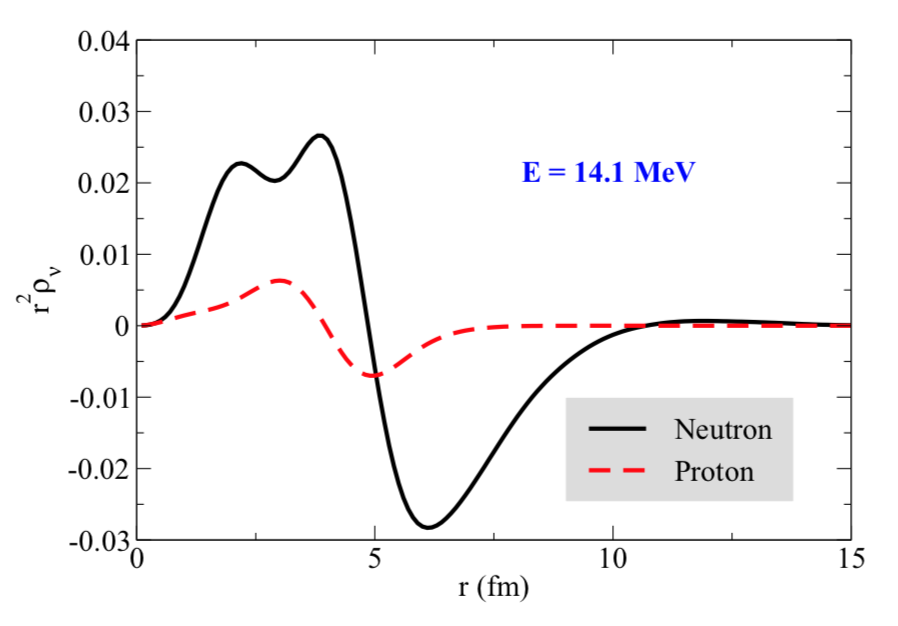 0.04
0.03
0.02
0.01
0
-0.01
-0.02
-0.03
r²ρᵥ
E = 14.1 MeV
Neutron
Proton
0 5 10 15
r (fm)